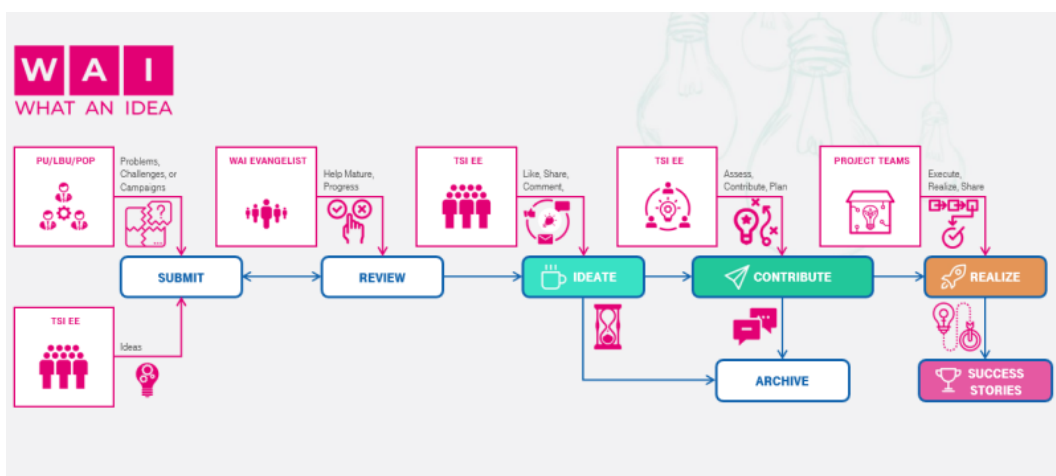 W A I
WHAT AN IDEA
PU/LBU/POP
Problems,
Challenges, or
Campaigns
?
...
WAI EVANGELIST
Help Mature,
Progress
TSI EE
Like, Share,
Comment,
TSI EE
Assess,
Contribute, Plan
PROJECT TEAMS
Execute,
Realize, Share
SUBMIT
REVIEW
IDEATE
CONTRIBUTE
REALIZE
TSI EE
Ideas
ARCHIVE
SUCCESS
STORIES